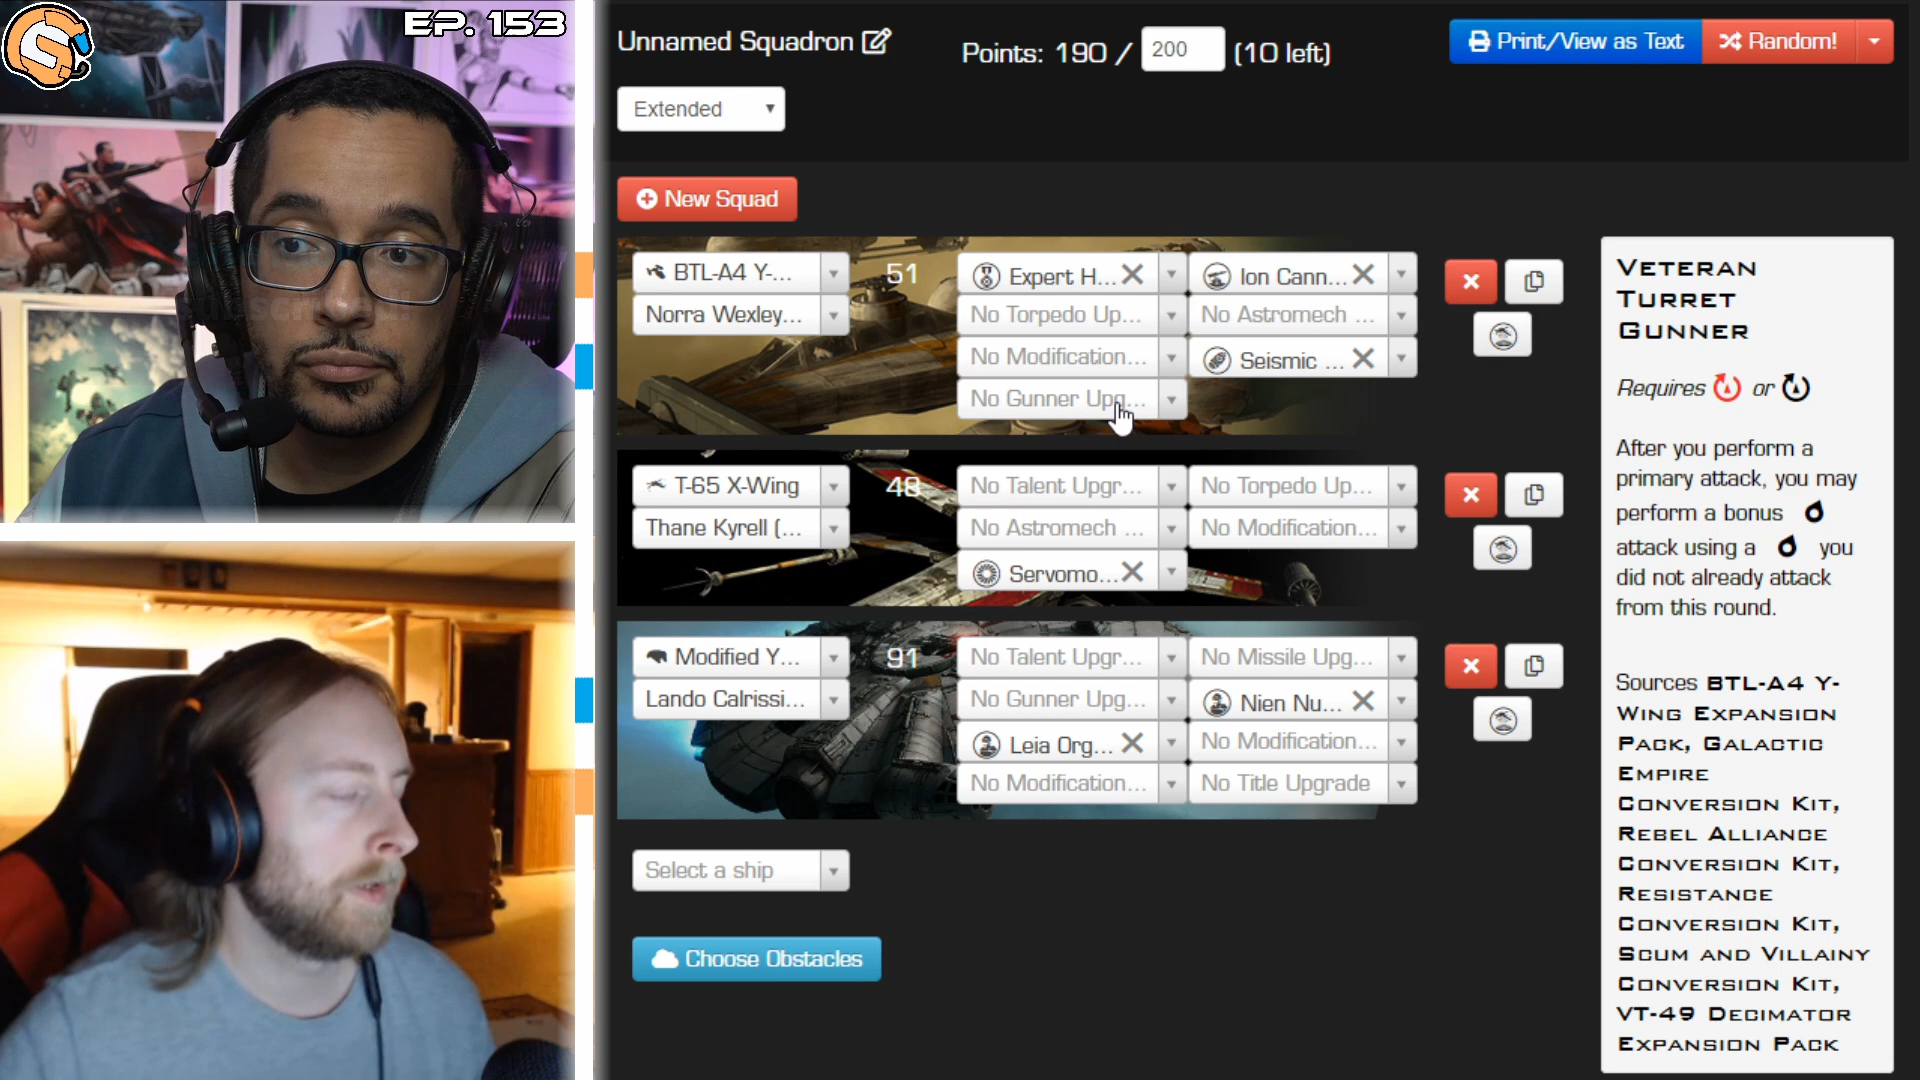 EP. 153
Unnamed Squadron
Points: 190 / 200 (10 left)
Print/View as Text
Random!
Extended
New Squad
BTL-A4 Y-...
51
Expert H...
Ion Cann...
Norra Wexley...
No Torpedo Up...
No Astromech ...
No Modification...
Seismic ...
No Gunner Upg...
T-65 X-Wing
48
No Talent Upgr...
No Torpedo Up...
Thane Kyrell (...
No Astromech ...
No Modification...
Servomo...
Modified Y...
91
No Talent Upgr...
No Missile Upg...
Lando Calrissi...
No Gunner Upg...
Nien Nu...
Leia Org...
No Modification...
No Modification...
No Title Upgrade
Select a ship
Choose Obstacles
VETERAN
TURRET
GUNNER
Requires or
After you perform a
primary attack, you may
perform a bonus
attack using a you
did not already attack
from this round.
Sources BTL-A4 Y-
WING EXPANSION
PACK, GALACTIC
EMPIRE
CONVERSION KIT,
REBEL ALLIANCE
CONVERSION KIT,
RESISTANCE
CONVERSION KIT,
SCUM AND VILLAINY
CONVERSION KIT,
VT-49 DECIMATOR
EXPANSION PACK